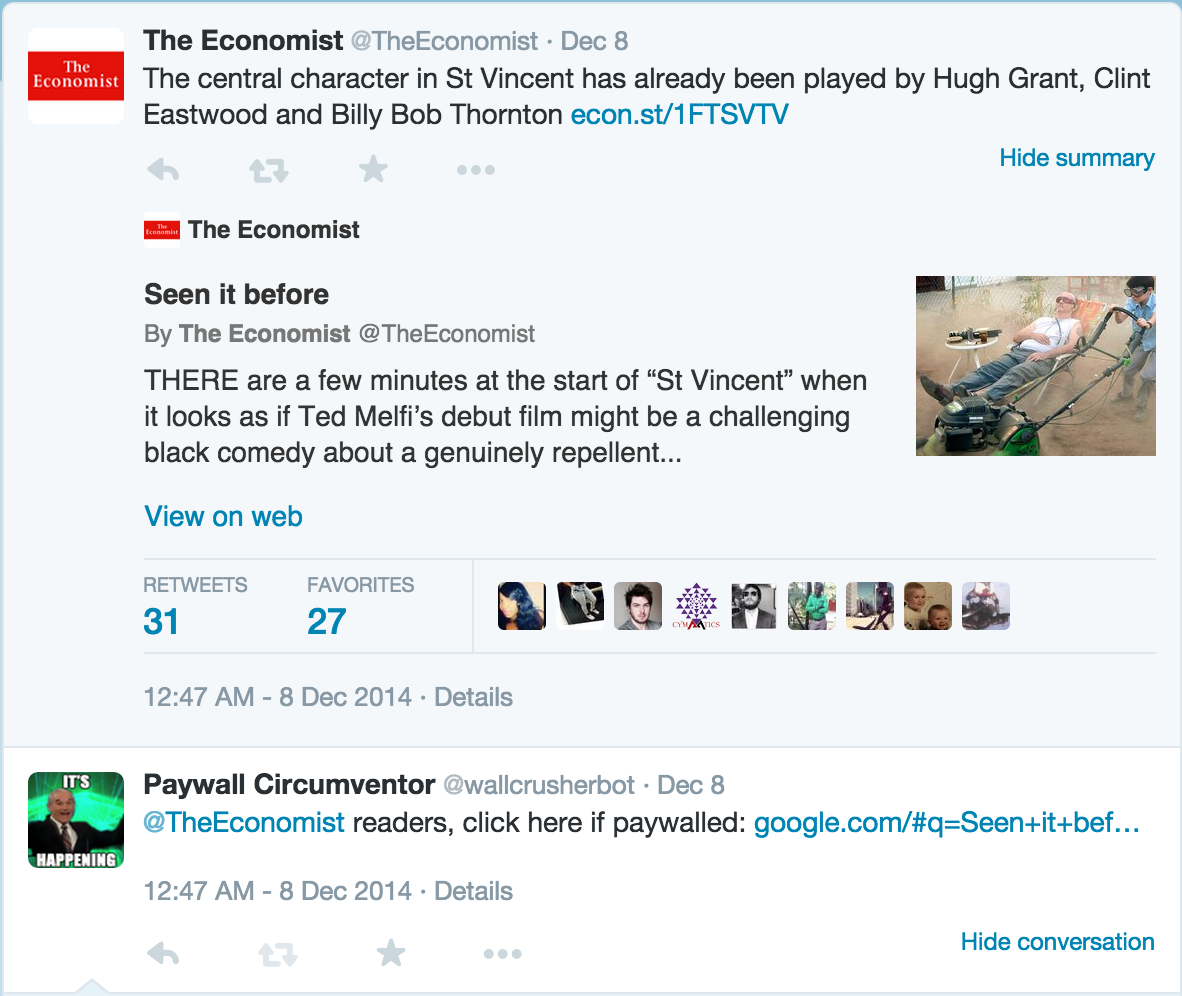 The Economist
The Economist @TheEconomist · Dec 8
The central character in St Vincent has already been played by Hugh Grant, Clint
Eastwood and Billy Bob Thornton econ.st/1FTSVTV
Hide summary
The Economist
The Economist
Seen it before
By The Economist @TheEconomist
THERE are a few minutes at the start of “St Vincent” when
it looks as if Ted Melfi’s debut film might be a challenging
black comedy about a genuinely repellent...
View on web
RETWEETS
31
FAVORITES
27
CYMATICS
12:47 AM - 8 Dec 2014 · Details
IT'S
HAPPENING
Paywall Circumventor @wallcrusherbot · Dec 8
@TheEconomist readers, click here if paywalled: google.com/#q=Seen+it+bef…
12:47 AM - 8 Dec 2014 · Details
Hide conversation